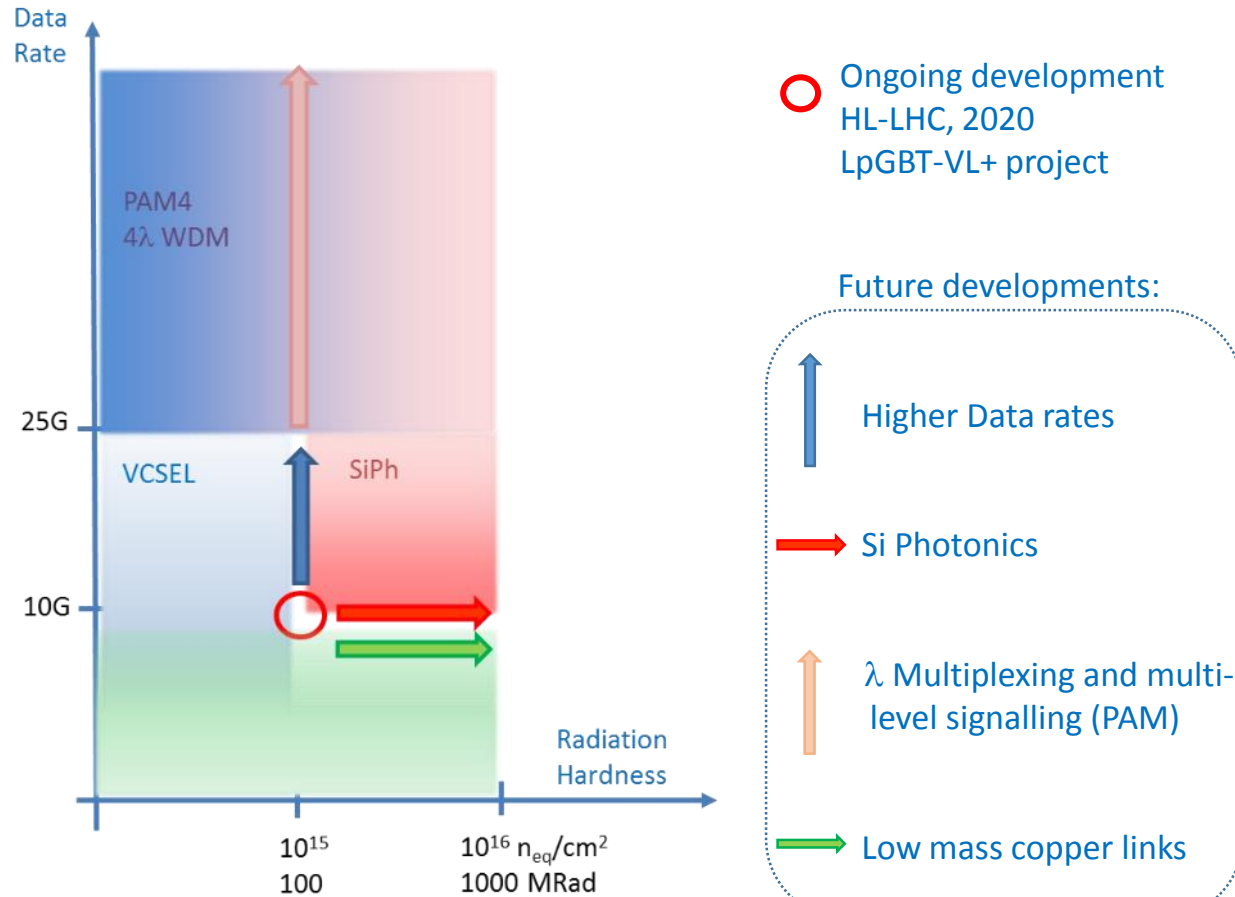 Data
Rate
PAM4
4λ WDM
25G
VCSEL
SiPh
10G
Radiation
Hardness
10¹⁵
100
10¹⁶ nₑq/cm²
1000 MRad
Ongoing development
HL-LHC, 2020
LpGBT-VL+ project
Future developments:
Higher Data rates
Si Photonics
λ Multiplexing and multi-
level signalling (PAM)
Low mass copper links